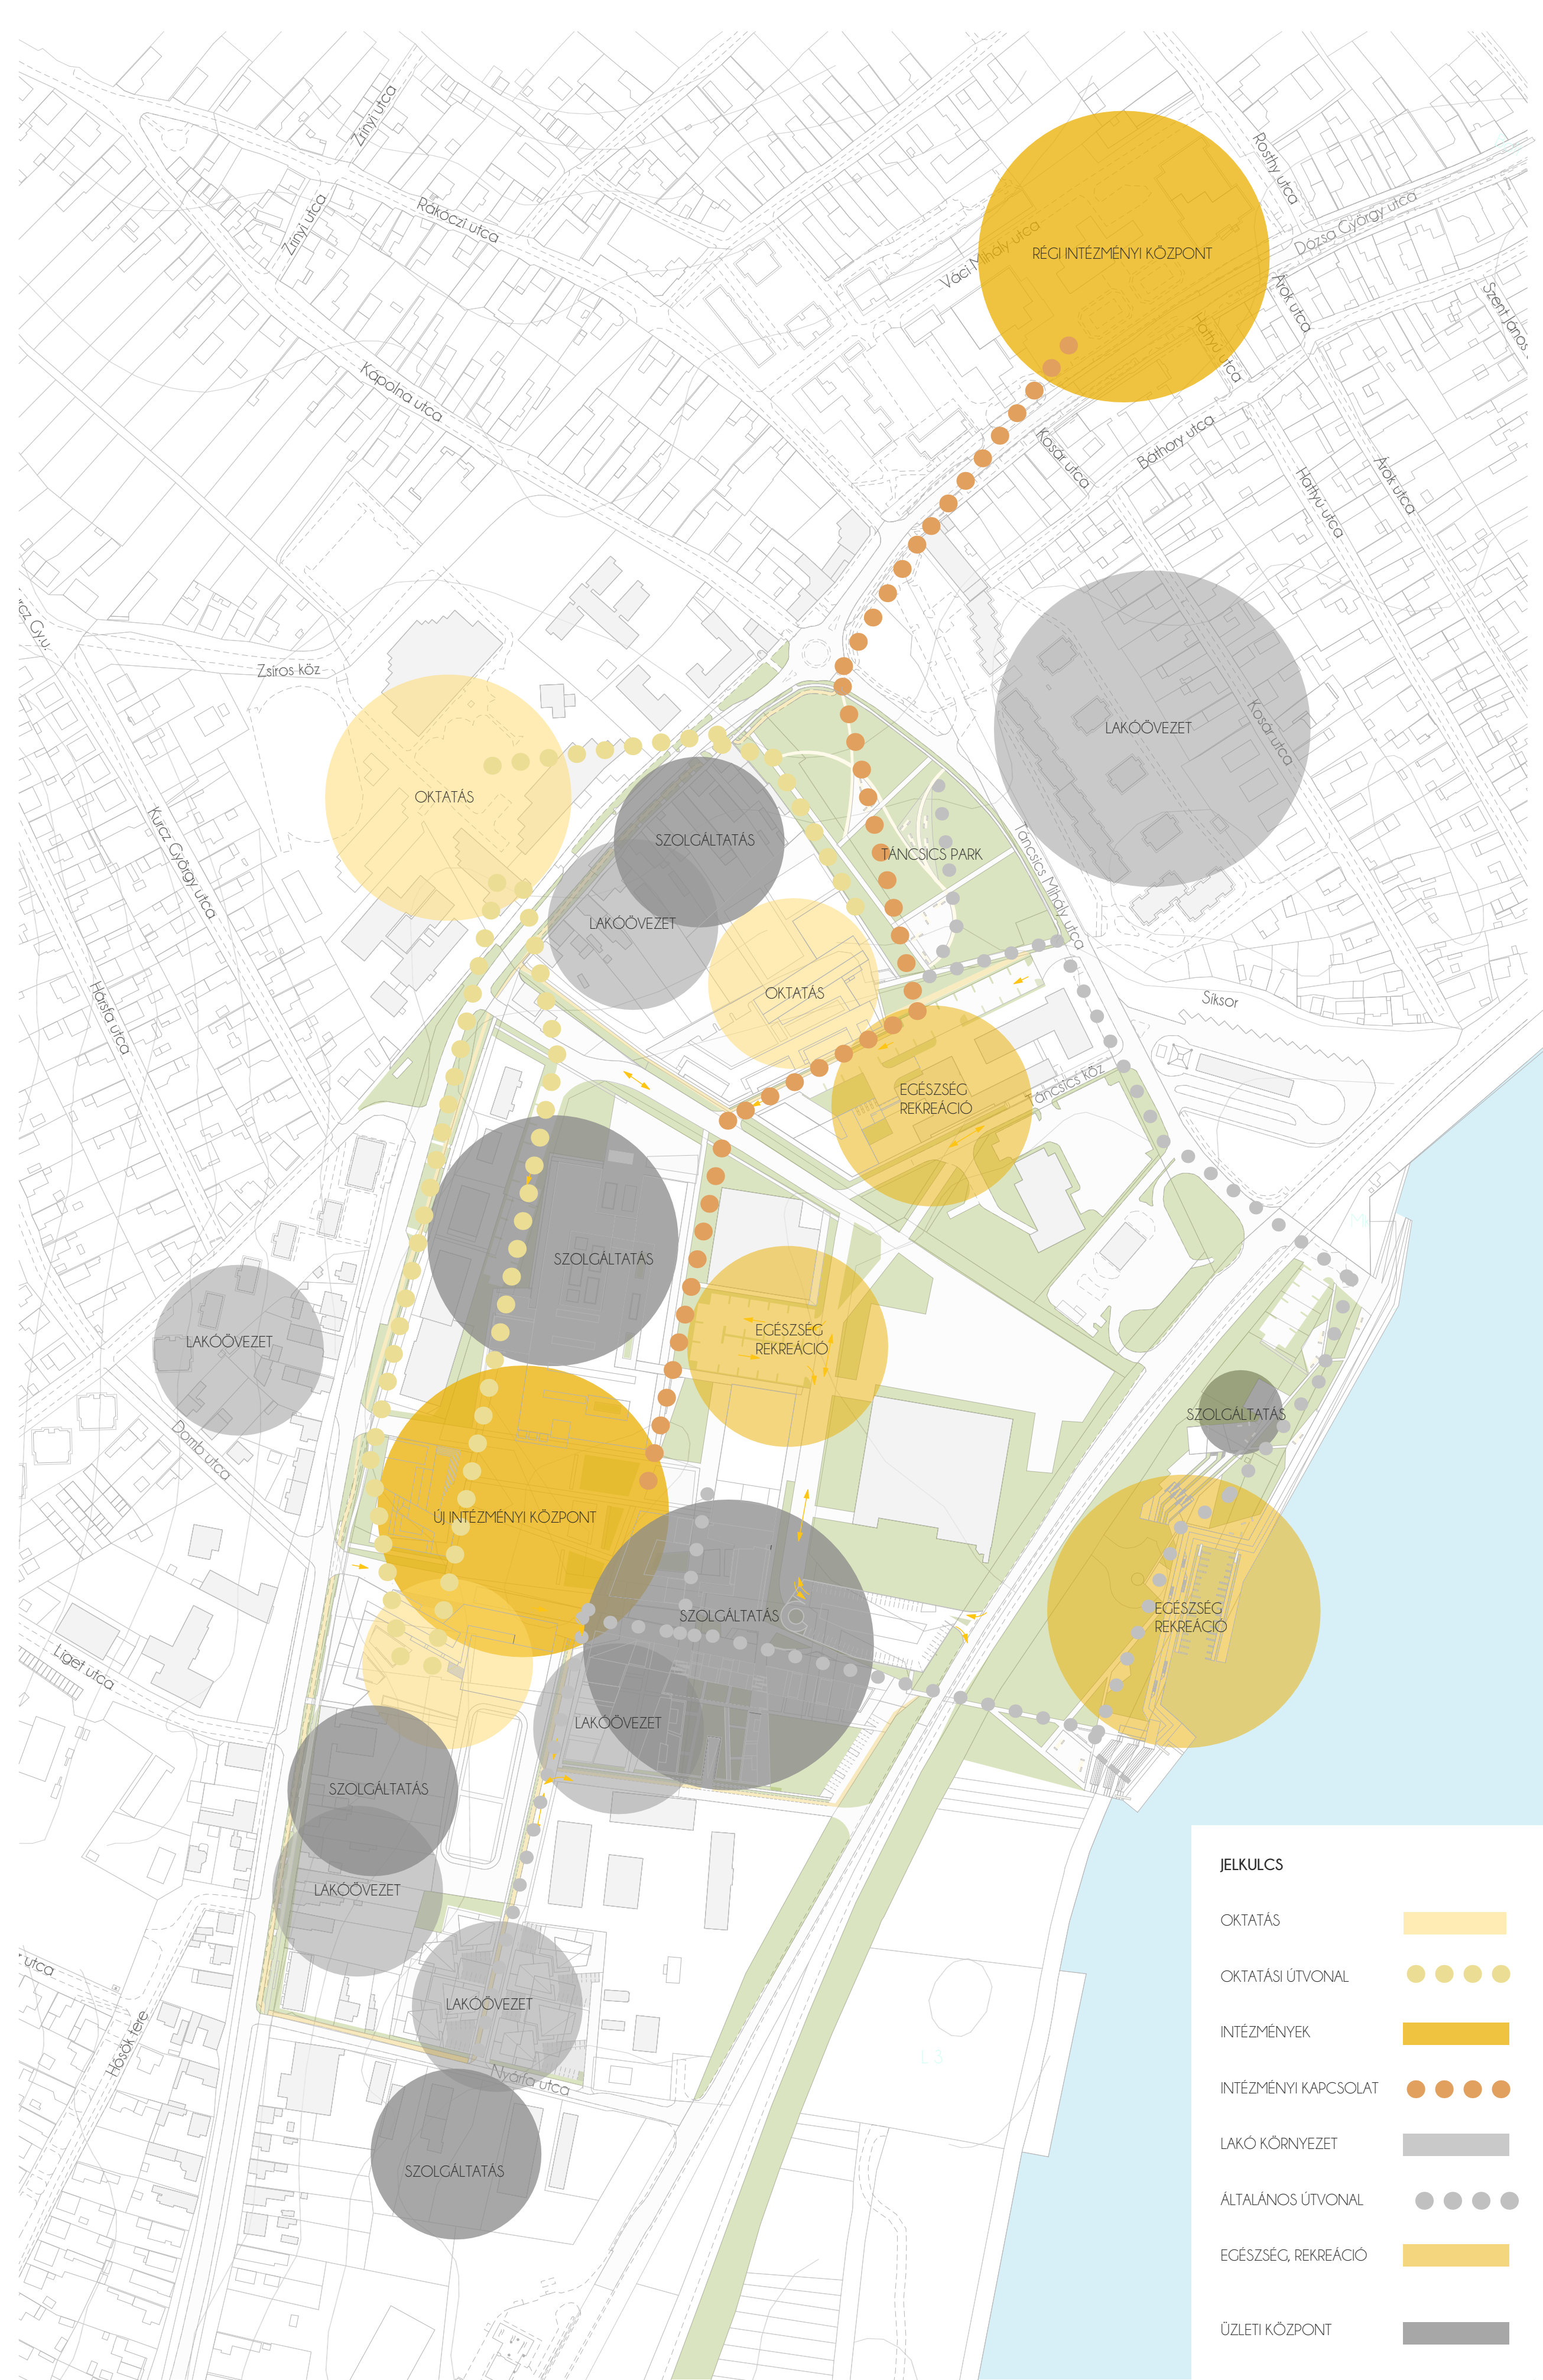 Zrínyi utca
Rosthy utca
Rákóczi utca
Zrínyi utca
Dózsa György utca
Váci Mihály utca
RÉGI INTÉZMÉNYI KÖZPONT
Árok utca
Szent János
Hattyú utca
Kápolna utca
Kosár utca
Báthory utca
Hattyú utca
Árok utca
Zsíros köz
LAKÓÖVEZET
Kosár utca
OKTATÁS
SZOLGÁLTATÁS
TÁNCSICS PARK
Táncsics Mihály utca
Kurcz György utca
LAKÓÖVEZET
OKTATÁS
Síksor
Hársfa utca
Táncsics köz
EGÉSZSÉG
REKREÁCIÓ
SZOLGÁLTATÁS
EGÉSZSÉG
REKREÁCIÓ
LAKÓÖVEZET
SZOLGÁLTATÁS
Domb utca
ÚJ INTÉZMÉNYI KÖZPONT
EGÉSZSÉG
REKREÁCIÓ
SZOLGÁLTATÁS
Liget utca
LAKÓÖVEZET
SZOLGÁLTATÁS
LAKÓÖVEZET
utca
LAKÓÖVEZET
Hősök tere
Nyárfa utca
SZOLGÁLTATÁS
L 3
JELKULCS
OKTATÁS
OKTATÁSI ÚTVONAL
INTÉZMÉNYEK
INTÉZMÉNYI KAPCSOLAT
LAKÓ KÖRNYEZET
ÁLTALÁNOS ÚTVONAL
EGÉSZSÉG, REKREÁCIÓ
ÜZLETI KÖZPONT